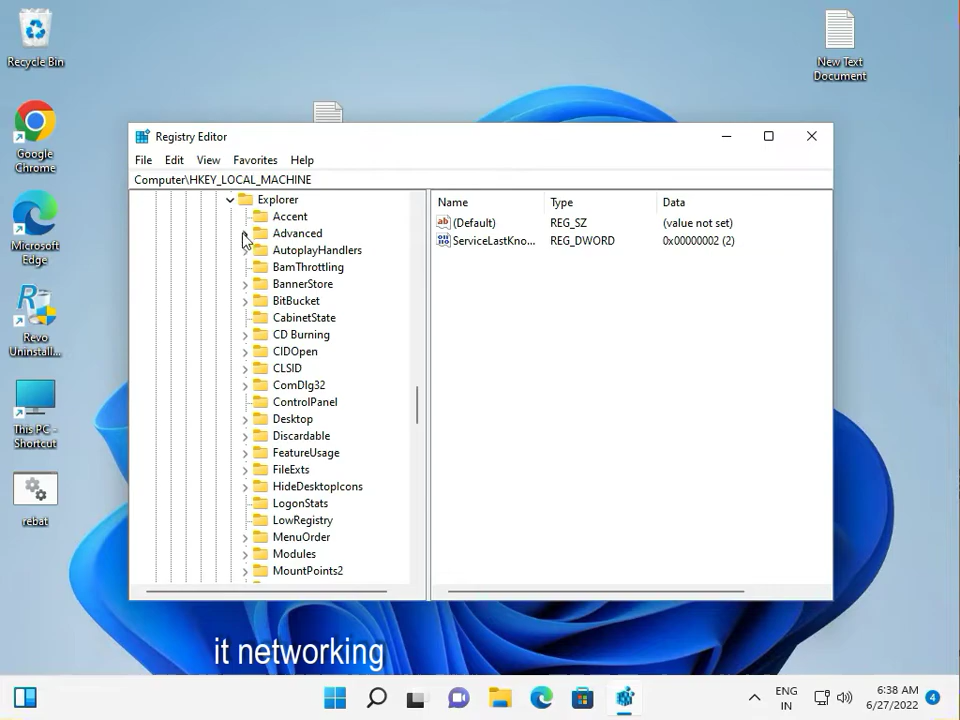 Recycle Bin
New Text
Document
Google
Chrome
Microsoft
Edge
Revo
Uninstall...
This PC -
Shortcut
rebat
Registry Editor
File Edit View Favorites Help
Computer\HKEY_LOCAL_MACHINE
Explorer
Accent
Advanced
AutoplayHandlers
BamThrottling
BannerStore
BitBucket
CabinetState
CD Burning
CIDOpen
CLSID
ComDlg32
ControlPanel
Desktop
Discardable
FeatureUsage
FileExts
HideDesktopIcons
LogonStats
LowRegistry
MenuOrder
Modules
MountPoints2
Name Type Data
ab (Default) REG_SZ (value not set)
ServiceLastKno... REG_DWORD 0x00000002 (2)
it networking
ENG
IN
6:38 AM
6/27/2022
4